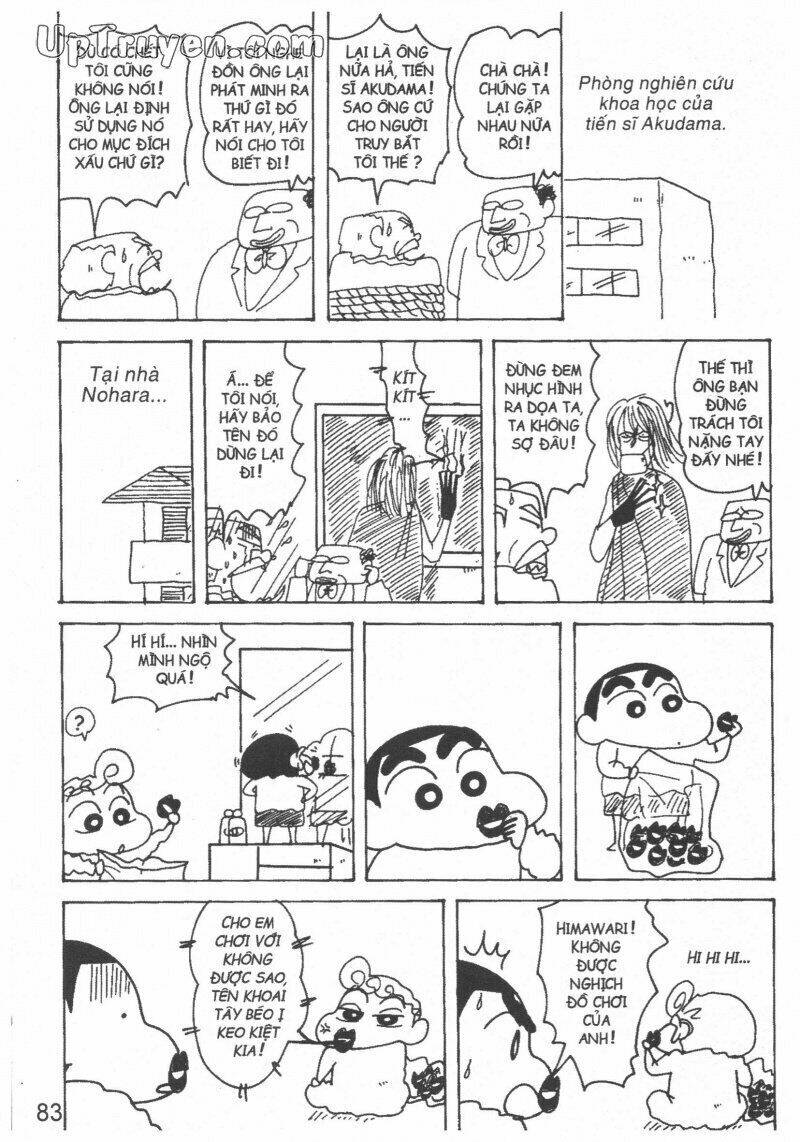 UpTruyen.com
Phòng nghiên cứu
khoa học của
tiến sĩ Akudama.
CHÀ CHÀ!
CHÚNG TA
LẠI GẶP
NHAU NỮA
RỒI!
LẠI LÀ ÔNG
NỮA HẢ, TIẾN
SĨ AKUDAMA!
SAO ÔNG CỨ
CHO NGƯỜI
TRUY BẮT
TÔI THẾ?
TÔI NGHE
ĐỒN ÔNG LẠI
PHÁT MINH RA
THỨ GÌ ĐÓ
RẤT HAY, HÃY
NÓI CHO TÔI
BIẾT ĐI!
DÙ CÓ CHẾT
TÔI CŨNG
KHÔNG NÓI!
ÔNG LẠI ĐỊNH
SỬ DỤNG NÓ
CHO MỤC ĐÍCH
XẤU CHỨ GÌ?
THẾ THÌ
ÔNG BẠN
ĐỪNG
TRÁCH TÔI
NẶNG TAY
ĐẤY NHÉ!
ĐỪNG ĐEM
NHỤC HÌNH
RA DỌA TA,
TA KHÔNG
SỢ ĐÂU!
KÍT
KÍT
...
Á... ĐỂ
TÔI NÓI,
HÃY BẢO
TÊN ĐÓ
DỪNG LẠI
ĐI!
Tại nhà
Nohara...
HÍ HÍ... NHÌN
MÌNH NGỘ
QUÁ!
?
HI HI HI...
HIMAWARI!
KHÔNG
ĐƯỢC
NGHỊCH
ĐỒ CHƠI
CỦA
ANH!
CHO EM
CHƠI VỚI
KHÔNG
ĐƯỢC SAO,
TÊN KHOAI
TÂY BÉO Ị
KEO KIỆT
KIA!
83